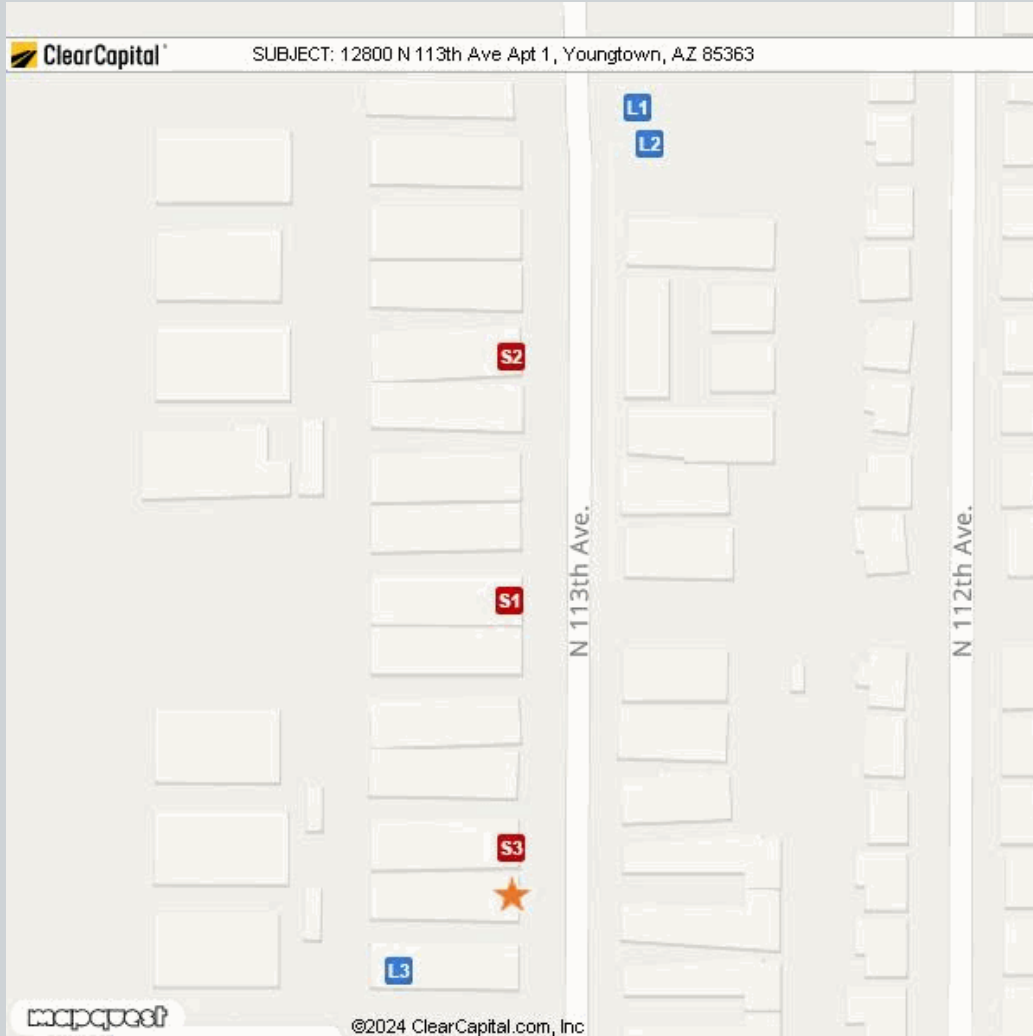 ClearCapital
SUBJECT: 12800 N 113th Ave Apt 1, Youngtown, AZ 85363
L1
L2
S2
S1
N 113th Ave.
N 112th Ave.
S3
L3
mapquest
©2024 ClearCapital.com, Inc